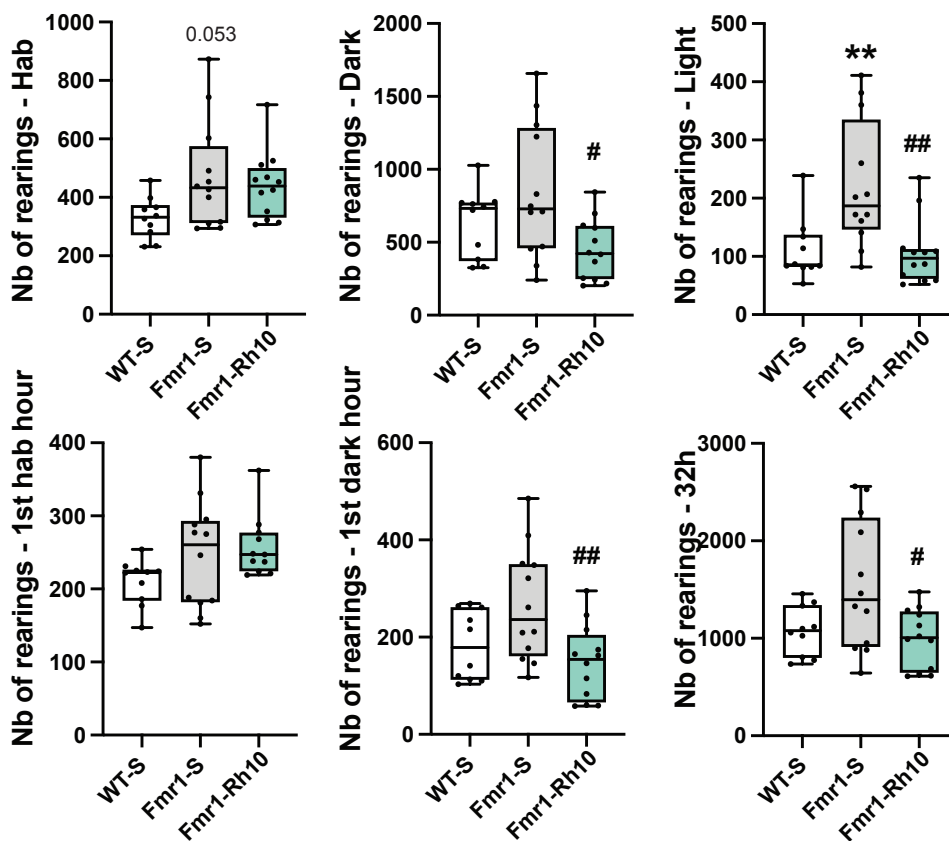 Nb of rearings - Hab
1000
800
600
400
200
0
0.053
WT-S
Fmr1-S
Fmr1-Rh10
Nb of rearings - Dark
2000
1500
1000
500
0
#
WT-S
Fmr1-S
Fmr1-Rh10
Nb of rearings - Light
500
400
300
200
100
0
**
##
WT-S
Fmr1-S
Fmr1-Rh10
Nb of rearings - 1st hab hour
400
300
200
100
0
WT-S
Fmr1-S
Fmr1-Rh10
Nb of rearings - 1st dark hour
600
400
200
0
##
WT-S
Fmr1-S
Fmr1-Rh10
Nb of rearings - 32h
3000
2000
1000
0
#
WT-S
Fmr1-S
Fmr1-Rh10